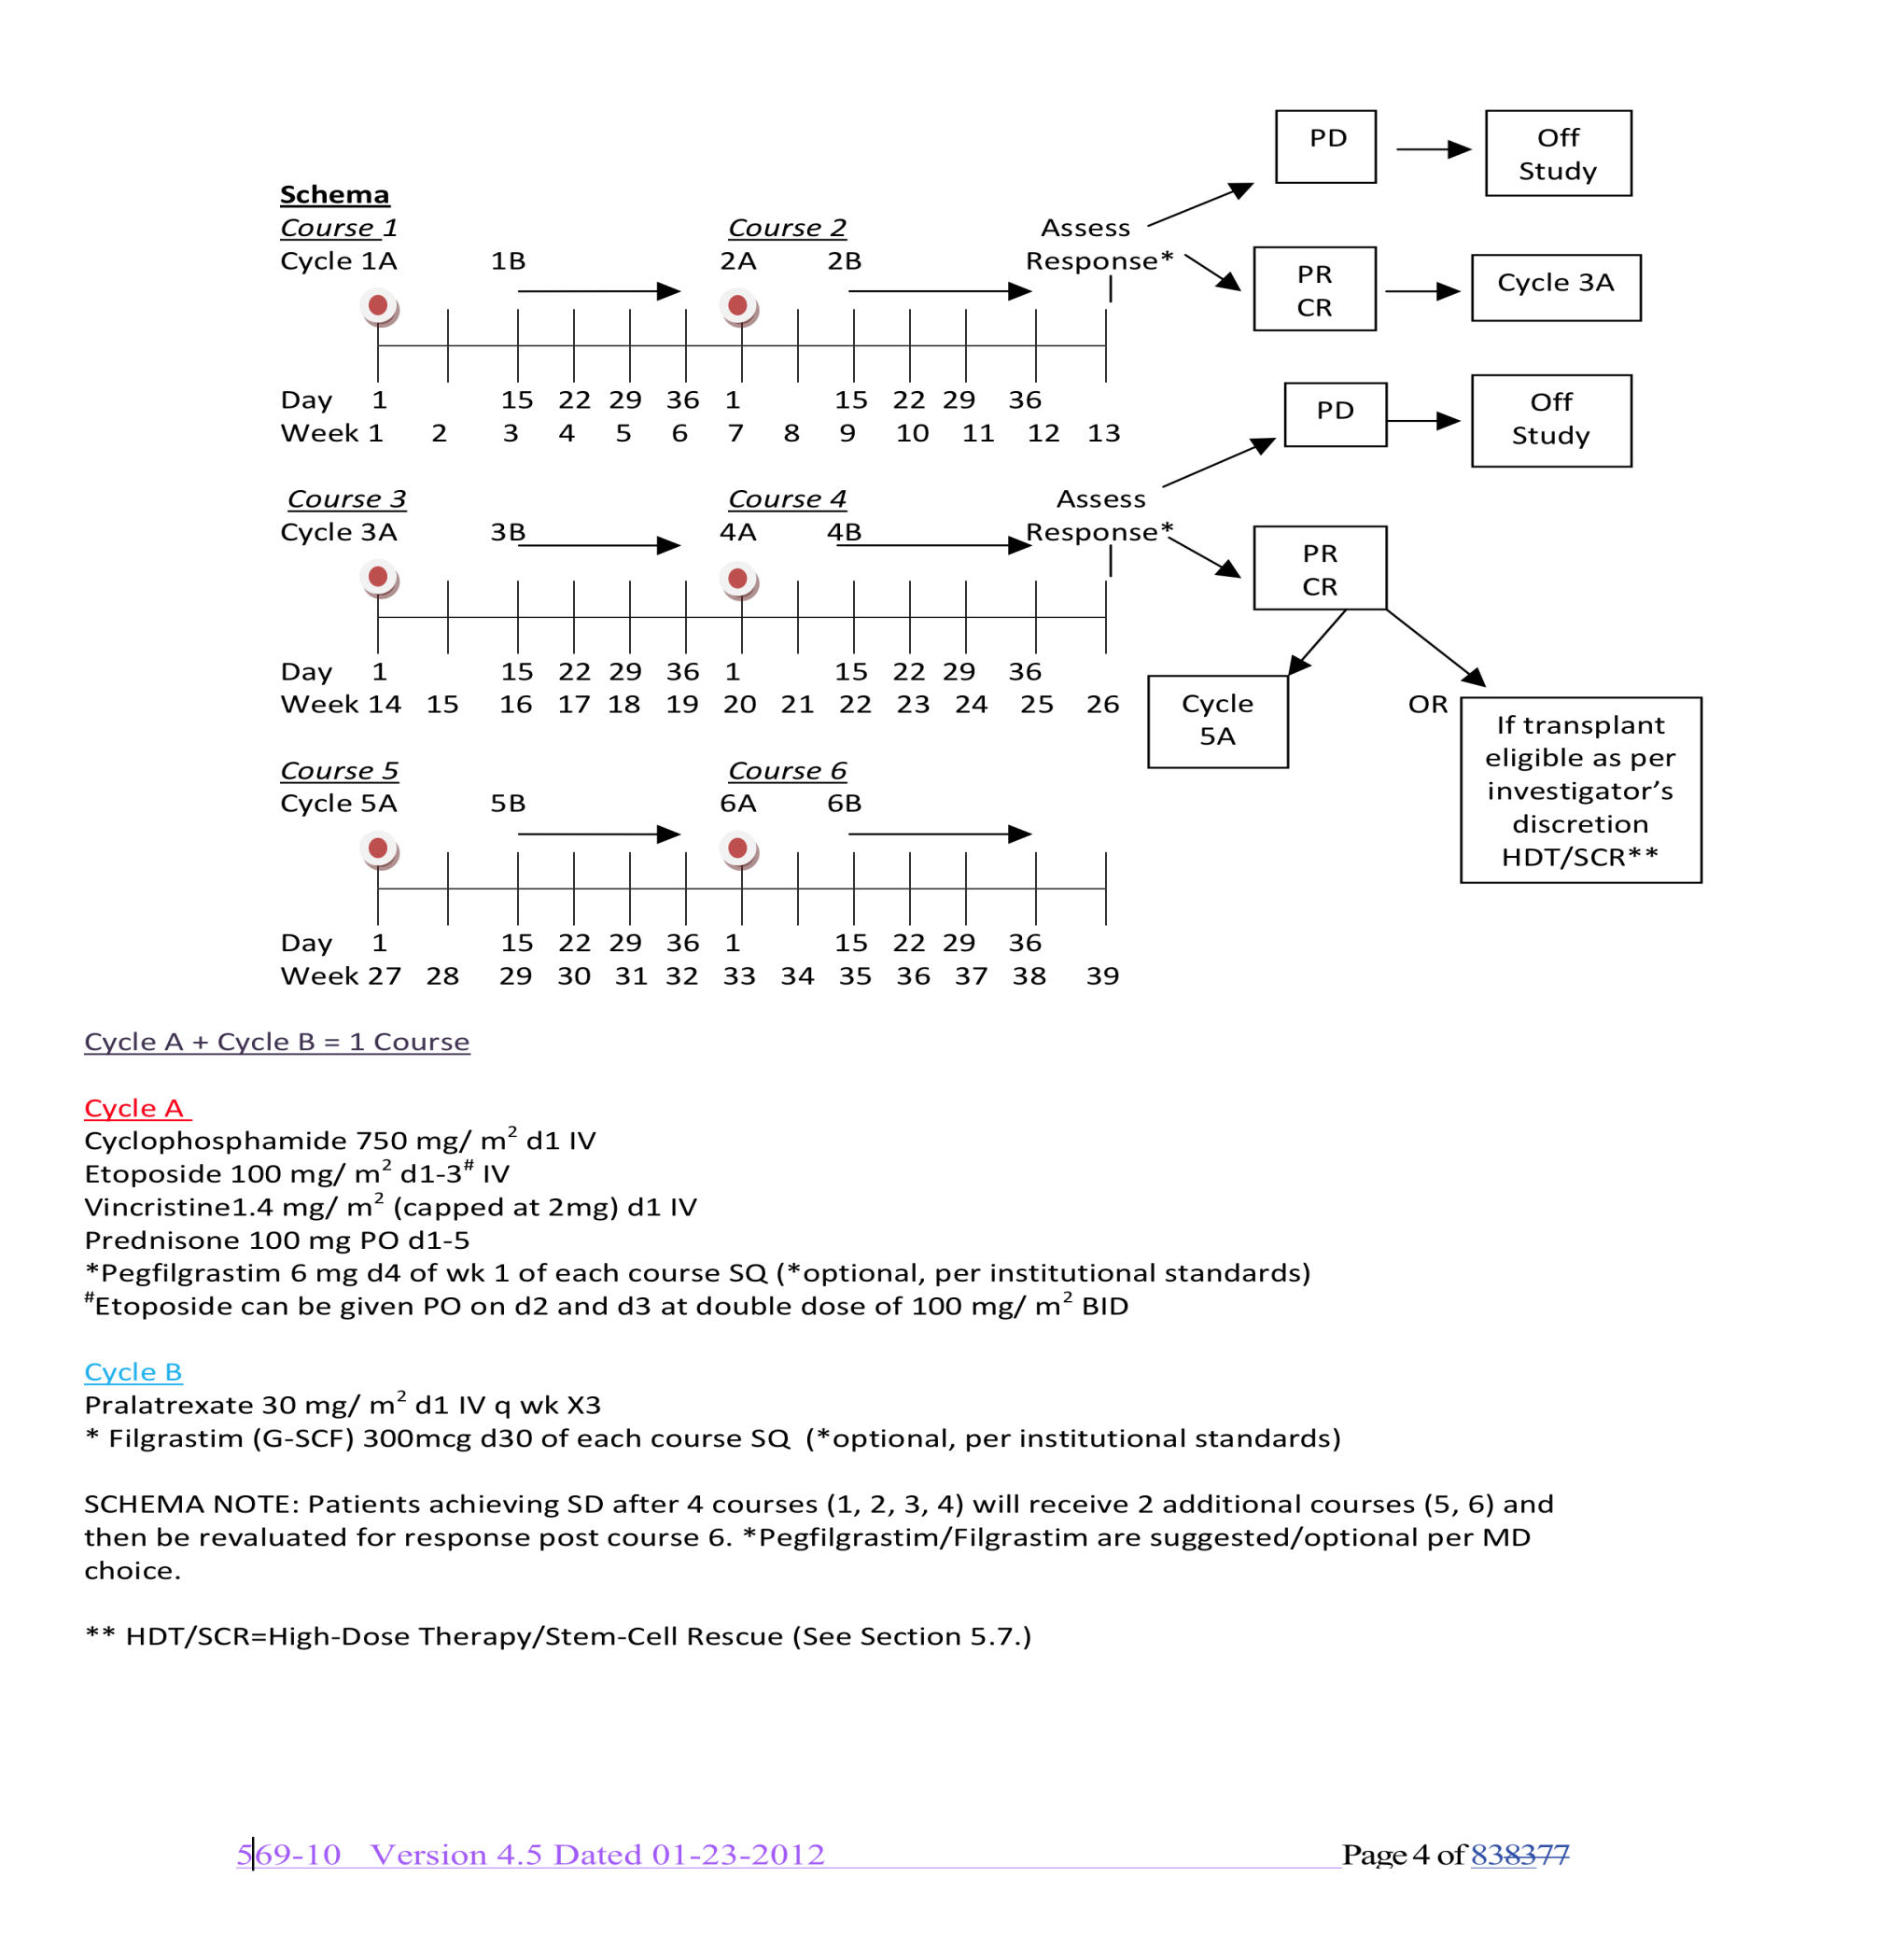 Schema
Course 1 Course 2 Assess
Cycle 1A 1B 2A 2B Response*
PD
Off
Study
PR
CR
Cycle 3A
Day 1 15 22 29 36 1 15 22 29 36
Week 1 2 3 4 5 6 7 8 9 10 11 12 13
PD
Off
Study
Course 3 Course 4 Assess
Cycle 3A 3B 4A 4B Response*
PR
CR
Day 1 15 22 29 36 1 15 22 29 36
Week 14 15 16 17 18 19 20 21 22 23 24 25 26
Cycle
5A
OR
If transplant
eligible as per
investigator’s
discretion
HDT/SCR**
Course 5 Course 6
Cycle 5A 5B 6A 6B
Day 1 15 22 29 36 1 15 22 29 36
Week 27 28 29 30 31 32 33 34 35 36 37 38 39
Cycle A + Cycle B = 1 Course
Cycle A
Cyclophosphamide 750 mg/ m2 d1 IV
Etoposide 100 mg/ m2 d1-3# IV
Vincristine1.4 mg/ m2 (capped at 2mg) d1 IV
Prednisone 100 mg PO d1-5
*Pegfilgrastim 6 mg d4 of wk 1 of each course SQ (*optional, per institutional standards)
#Etoposide can be given PO on d2 and d3 at double dose of 100 mg/ m2 BID
Cycle B
Pralatrexate 30 mg/ m2 d1 IV q wk X3
* Filgrastim (G-SCF) 300mcg d30 of each course SQ (*optional, per institutional standards)
SCHEMA NOTE: Patients achieving SD after 4 courses (1, 2, 3, 4) will receive 2 additional courses (5, 6) and
then be revaluated for response post course 6. *Pegfilgrastim/Filgrastim are suggested/optional per MD
choice.
** HDT/SCR=High-Dose Therapy/Stem-Cell Rescue (See Section 5.7.)
569-10 Version 4.5 Dated 01-23-2012 Page 4 of 838377